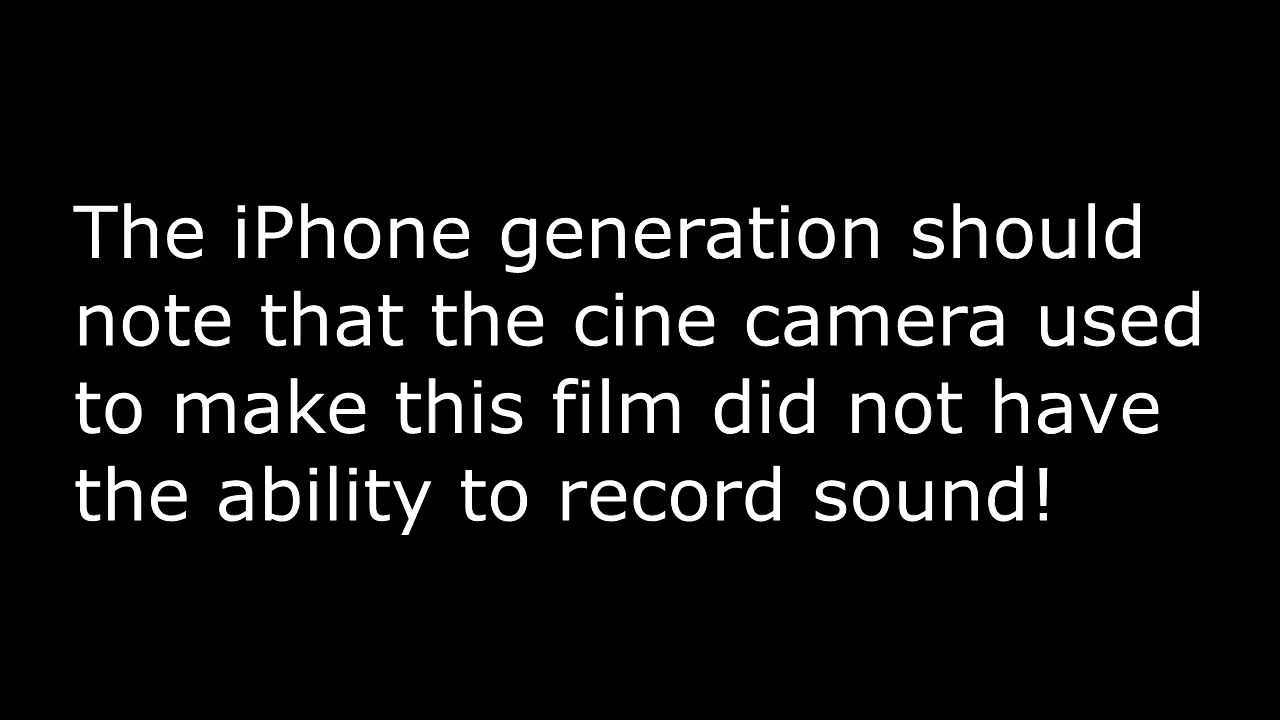 The iPhone generation should
note that the cine camera used
to make this film did not have
the ability to record sound!